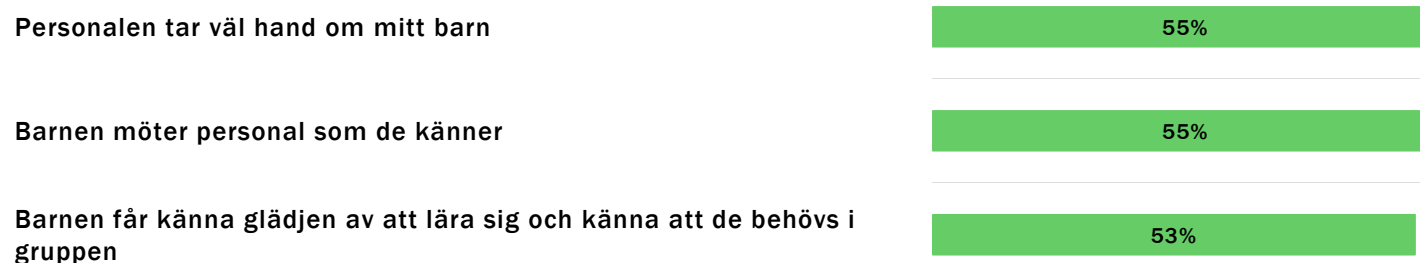 Personalen tar väl hand om mitt barn
55%
Barnen möter personal som de känner
55%
Barnen får känna glädjen av att lära sig och känna att de behövs i
gruppen
53%